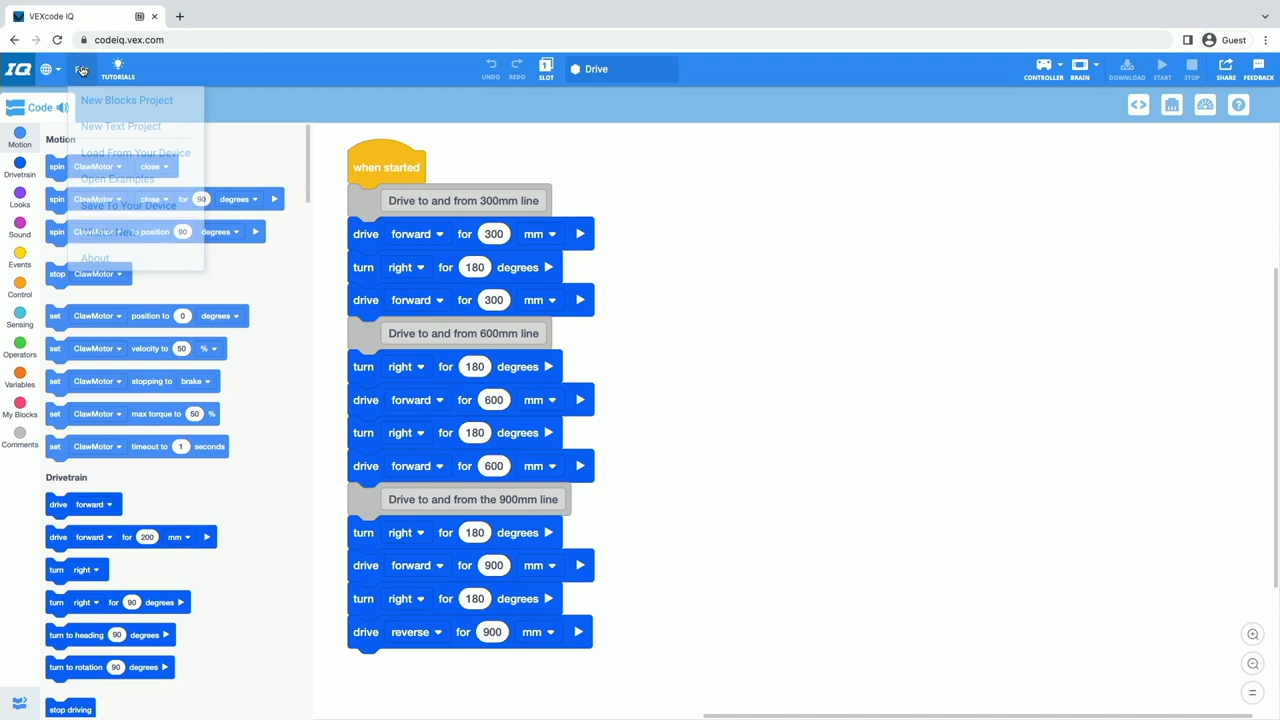 VEXcode IQ
codeiq.vex.com
Guest
IQ
TUTORIALS
UNDO
REDO
SLOT
Drive
CONTROLLER
BRAIN
DOWNLOAD
START
STOP
SHARE
FEEDBACK
Code
New Blocks Project
New Text Project
Load From Your Device
Open Examples
Save To Your Device
About
Motion
Drivetrain
Looks
Sound
Events
Control
Sensing
Operators
Variables
My Blocks
Comments
Motion
spin ClawMotor close
spin ClawMotor close for 90 degrees
spin ClawMotor to position 90 degrees
stop ClawMotor
set ClawMotor position to 0 degrees
set ClawMotor velocity to 50 %
set ClawMotor stopping to brake
set ClawMotor max torque to 50 %
set ClawMotor timeout to 1 seconds
Drivetrain
drive forward
drive forward for 200 mm
turn right
turn right for 90 degrees
turn to heading 90 degrees
turn to rotation 90 degrees
stop driving
when started
Drive to and from 300mm line
drive forward for 300 mm
turn right for 180 degrees
drive forward for 300 mm
Drive to and from 600mm line
turn right for 180 degrees
drive forward for 600 mm
turn right for 180 degrees
drive forward for 600 mm
Drive to and from the 900mm line
turn right for 180 degrees
drive forward for 900 mm
turn right for 180 degrees
drive reverse for 900 mm